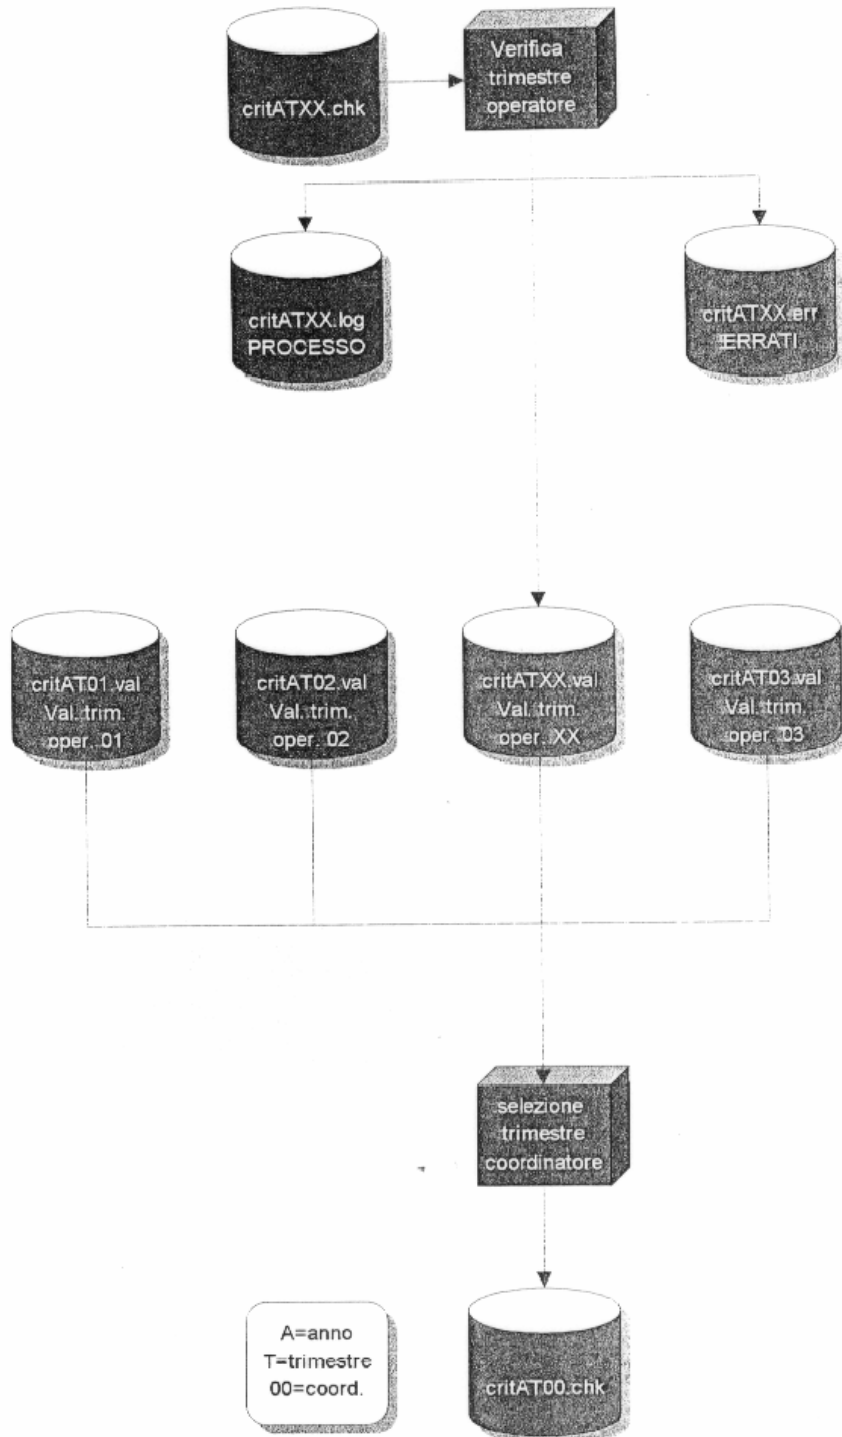 critATXX.chk
Verifica
trimestre
operatore
critATXX.log
PROCESSO
critATXX.err
ERRATI
critAT01.val
Val. trim.
oper. 01
critAT02.val
Val. trim.
oper. 02
critATXX.val
Val. trim.
oper. XX
critAT03.val
Val. trim.
oper. 03
selezione
trimestre
coordinatore
A=anno
T=trimestre
00=coord.
critAT00.chk